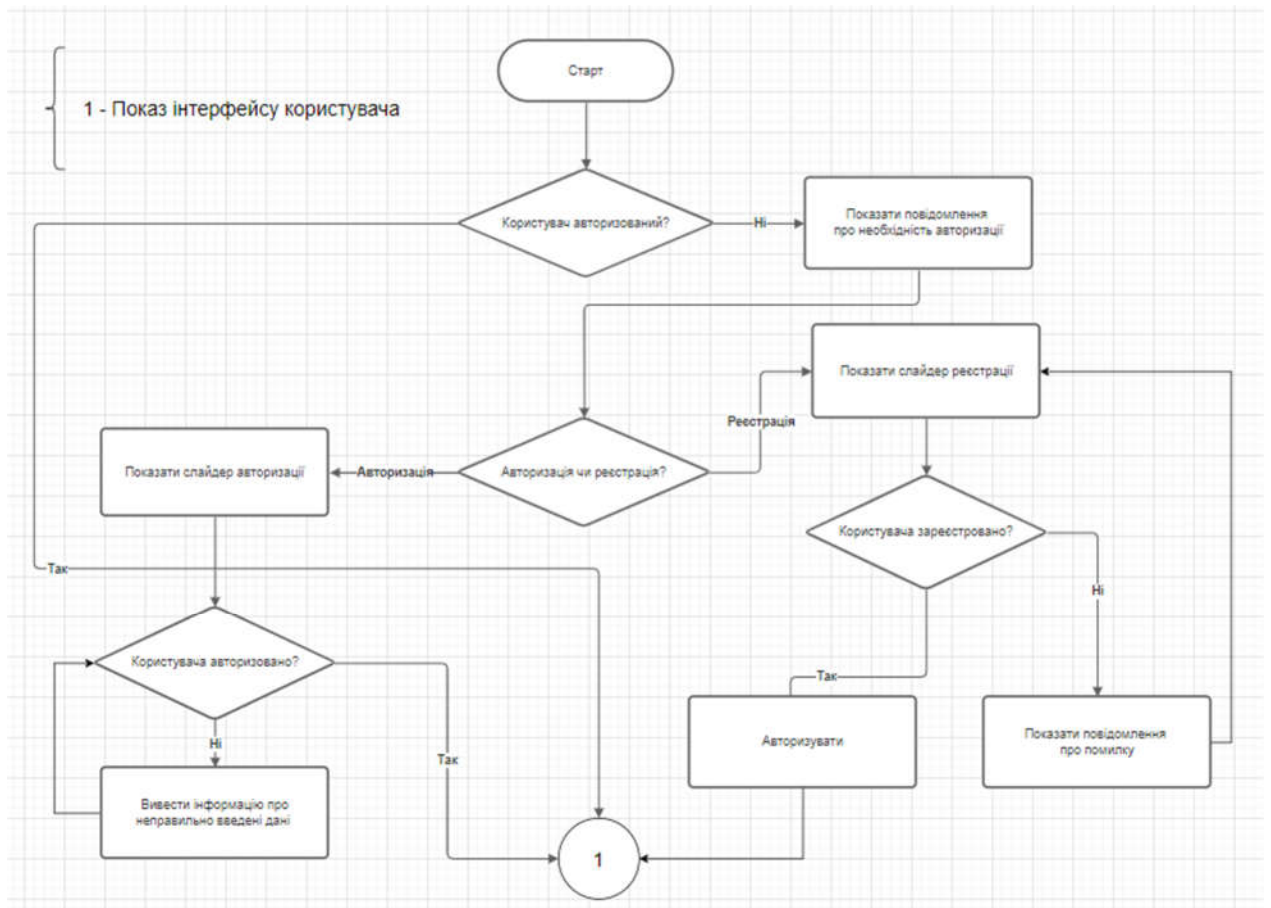 Старт
1 - Показ інтерфейсу користувача
Користувач авторизований?
Ні
Показати повідомлення
про необхідність авторизації
Показати слайдер реєстрації
Реєстрація
Показати слайдер авторизації
Авторизація
Авторизація чи реєстрація?
Користувача зареєстровано?
Так
Ні
Користувача авторизовано?
Так
Ні
Так
Авторизувати
Показати повідомлення
про помилку
Вивести інформацію про
неправильно введені дані
1